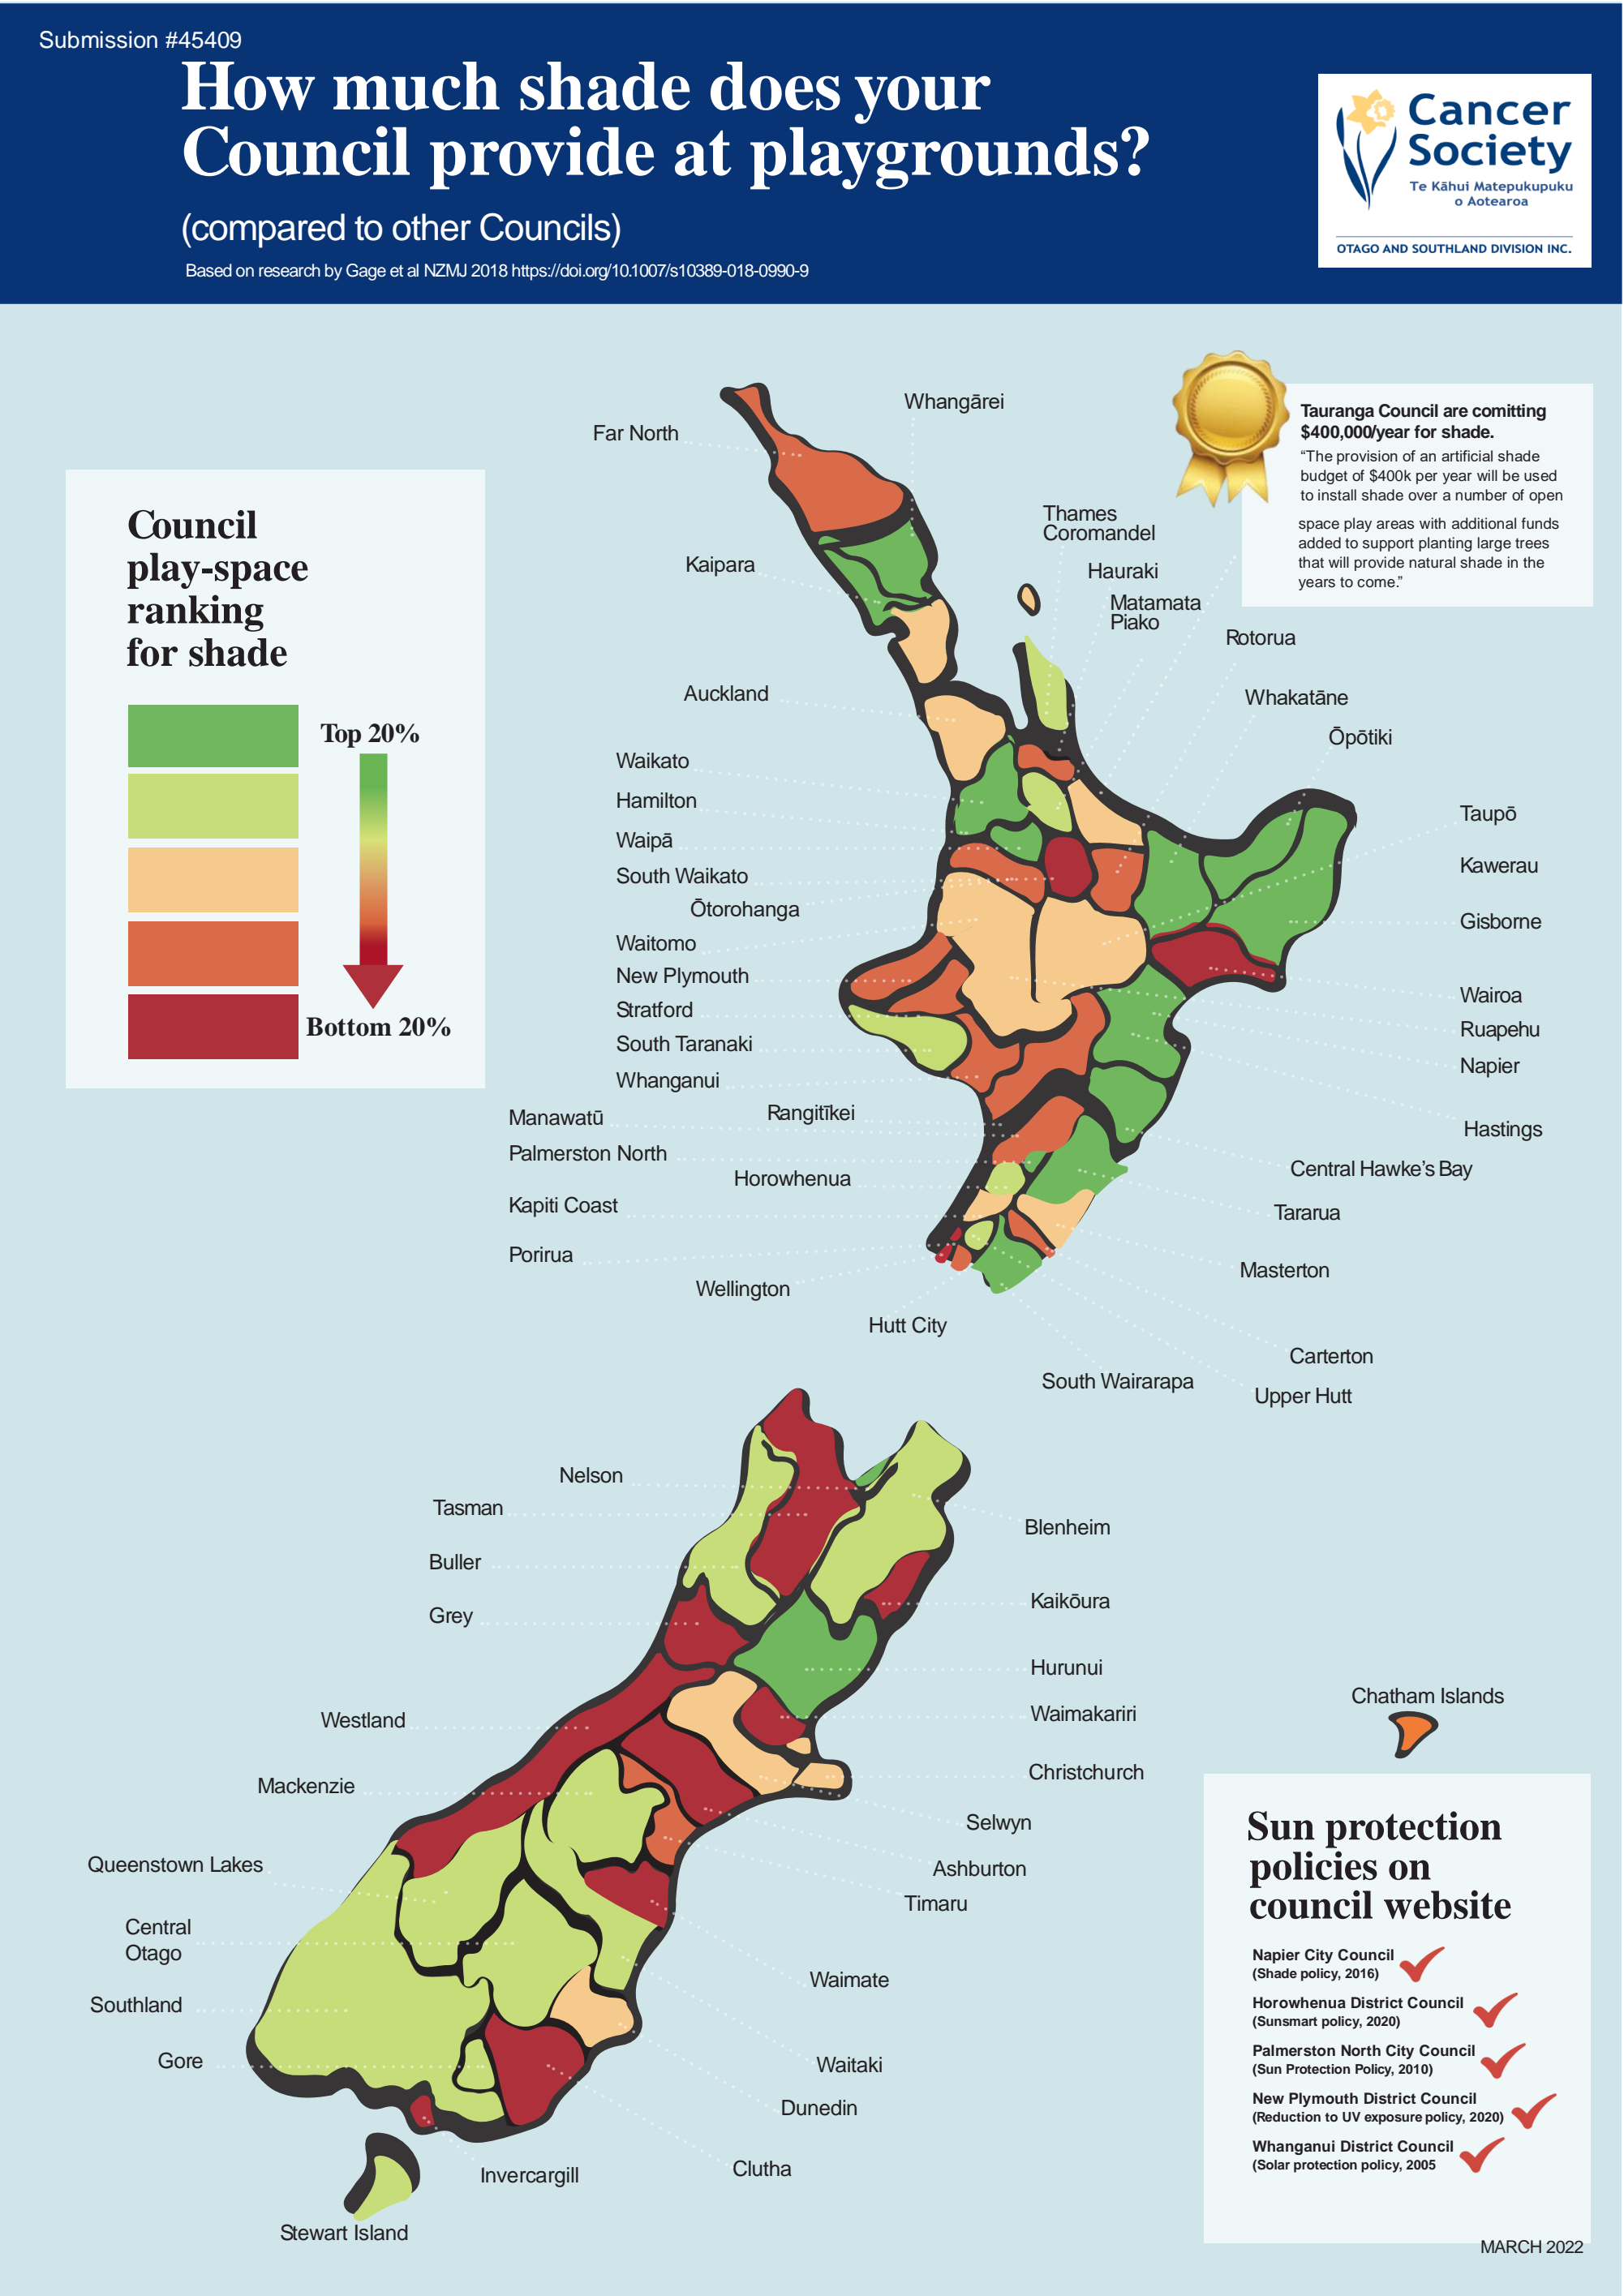 Submission #45409
How much shade does your
Council provide at playgrounds?
(compared to other Councils)
Based on research by Gage et al NZMJ 2018 https://doi.org/10.1007/s10389-018-0990-9
Cancer
Society
Te Kāhui Matepukupuku
o Aotearoa
OTAGO AND SOUTHLAND DIVISION INC.
Tauranga Council are comitting
$400,000/year for shade.
“The provision of an artificial shade
budget of $400k per year will be used
to install shade over a number of open
space play areas with additional funds
added to support planting large trees
that will provide natural shade in the
years to come.”
Council
play-space
ranking
for shade
Top 20%
Bottom 20%
Whangārei
Far North
Thames
Coromandel
Kaipara
Hauraki
Matamata
Piako
Rotorua
Auckland
Whakatāne
Ōpōtiki
Waikato
Hamilton
Waipā
South Waikato
Ōtorohanga
Waitomo
New Plymouth
Stratford
South Taranaki
Whanganui
Rangitīkei
Manawatū
Palmerston North
Horowhenua
Kapiti Coast
Porirua
Wellington
Hutt City
Taupō
Kawerau
Gisborne
Wairoa
Ruapehu
Napier
Hastings
Central Hawke’s Bay
Tararua
Masterton
Carterton
South Wairarapa
Upper Hutt
Nelson
Tasman
Buller
Grey
Westland
Mackenzie
Queenstown Lakes
Central
Otago
Southland
Gore
Blenheim
Kaikōura
Hurunui
Waimakariri
Christchurch
Selwyn
Ashburton
Timaru
Waimate
Waitaki
Dunedin
Clutha
Invercargill
Stewart Island
Chatham Islands
Sun protection
policies on
council website
Napier City Council
(Shade policy, 2016)
Horowhenua District Council
(Sunsmart policy, 2020)
Palmerston North City Council
(Sun Protection Policy, 2010)
New Plymouth District Council
(Reduction to UV exposure policy, 2020)
Whanganui District Council
(Solar protection policy, 2005
MARCH 2022